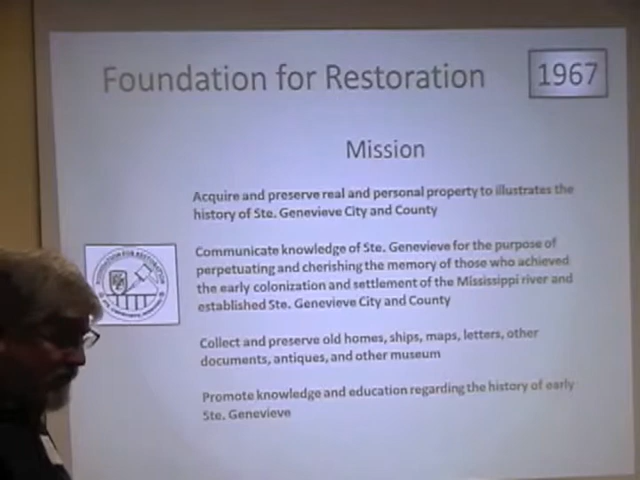 Foundation for Restoration
1967
Mission
Acquire and preserve real and personal property to illustrates the
history of Ste. Genevieve City and County
Communicate knowledge of Ste. Genevieve for the purpose of
perpetuating and cherishing the memory of those who achieved
the early colonization and settlement of the Mississippi river and
established Ste. Genevieve City and County
FOUNDATION FOR RESTORATION
Collect and preserve old homes, ships, maps, letters, other
documents, antiques, and other museum
Promote knowledge and education regarding the history of early
Ste. Genevieve